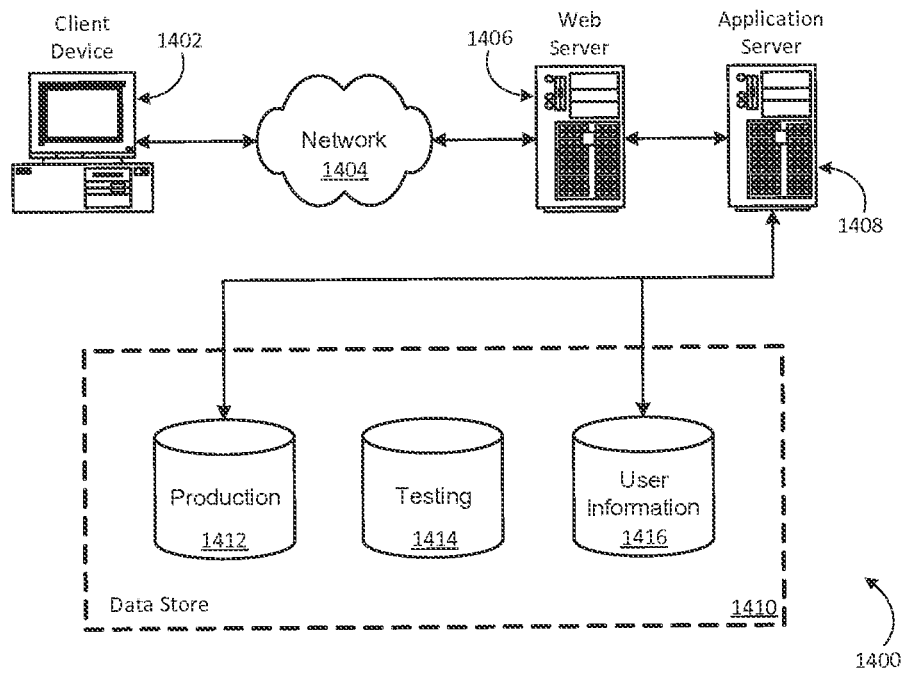 Client
Device
1402
Network
1404
Web
Server
1406
Application
Server
1408
Production
1412
Testing
1414
User
Information
1416
Data Store
1410
1400